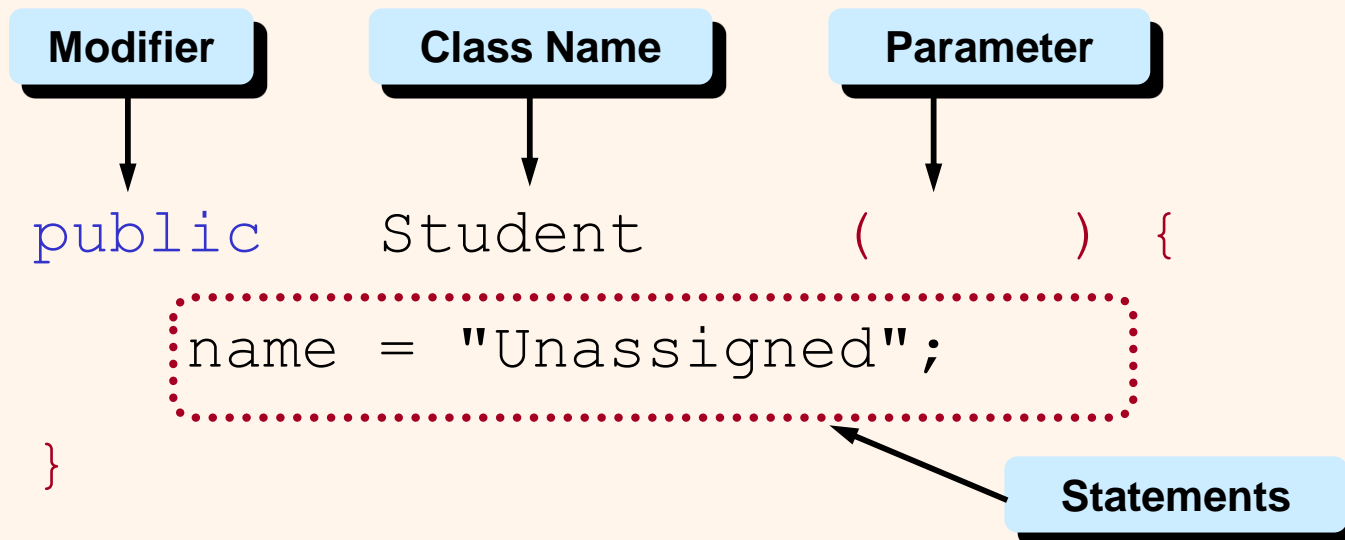 Modifier Class Name Parameter
public Student ( ) {
name = "Unassigned";
}
Statements